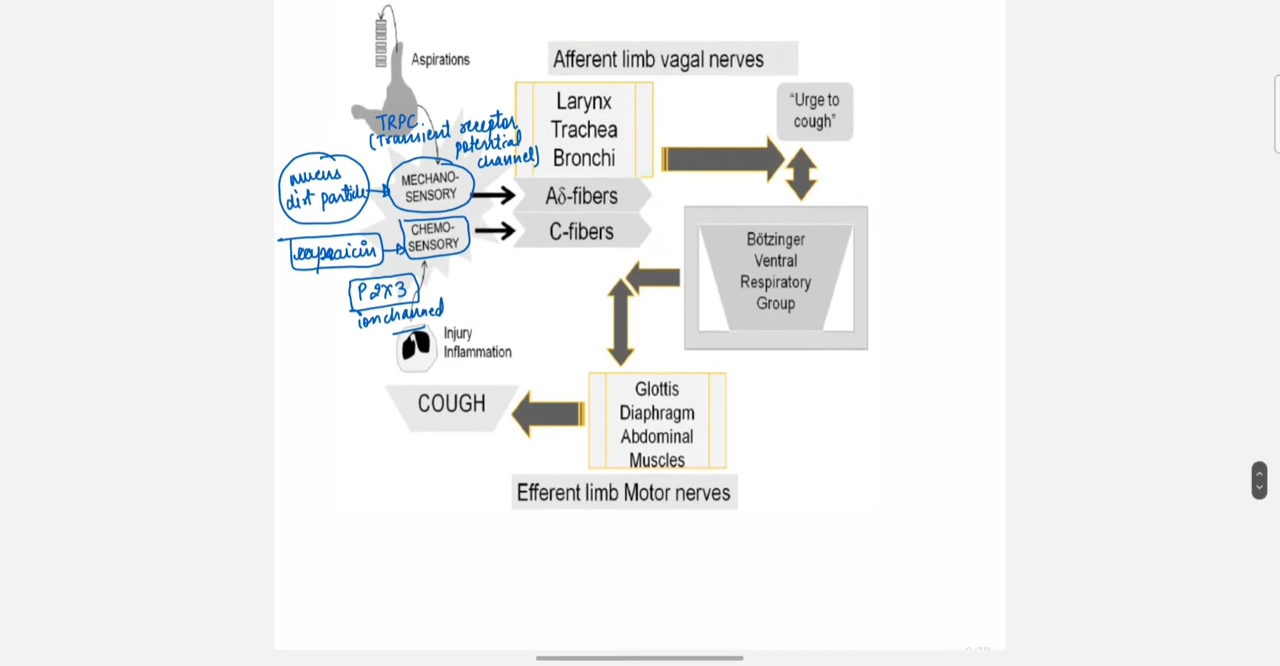 Aspirations
Afferent limb vagal nerves
Larynx
Trachea
Bronchi
"Urge to
cough"
TRPC
(Transient receptor
potential
channel)
mucus
dist particle
MECHANO-
SENSORY
Aδ-fibers
CHEMO-
SENSORY
C-fibers
P2X3
ion channel
Injury
Inflammation
Bötzinger
Ventral
Respiratory
Group
COUGH
Glottis
Diaphragm
Abdominal
Muscles
Efferent limb Motor nerves